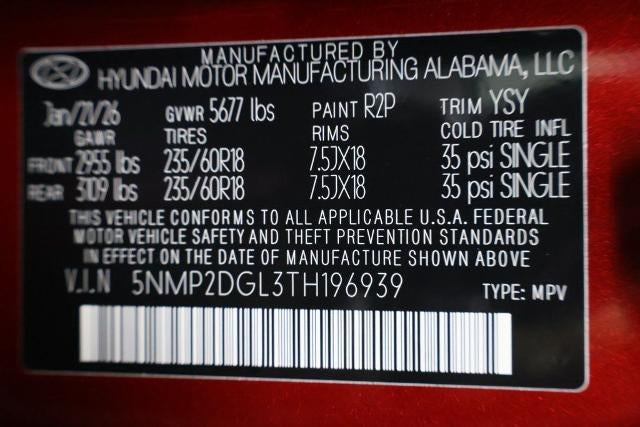 MANUFACTURED BY
HYUNDAI MOTOR MANUFACTURING ALABAMA, LLC
Jan/21/26 GVWR 5677 lbs PAINT R2P TRIM YSY
GAWR TIRES RIMS COLD TIRE INFL
FRONT 2955 lbs 235/60R18 7.5JX18 35 psi SINGLE
REAR 3109 lbs 235/60R18 7.5JX18 35 psi SINGLE
THIS VEHICLE CONFORMS TO ALL APPLICABLE U.S.A. FEDERAL
MOTOR VEHICLE SAFETY AND THEFT PREVENTION STANDARDS
IN EFFECT ON THE DATE OF MANUFACTURE SHOWN ABOVE
V.I.N 5NMP2DGL3TH196939 TYPE: MPV